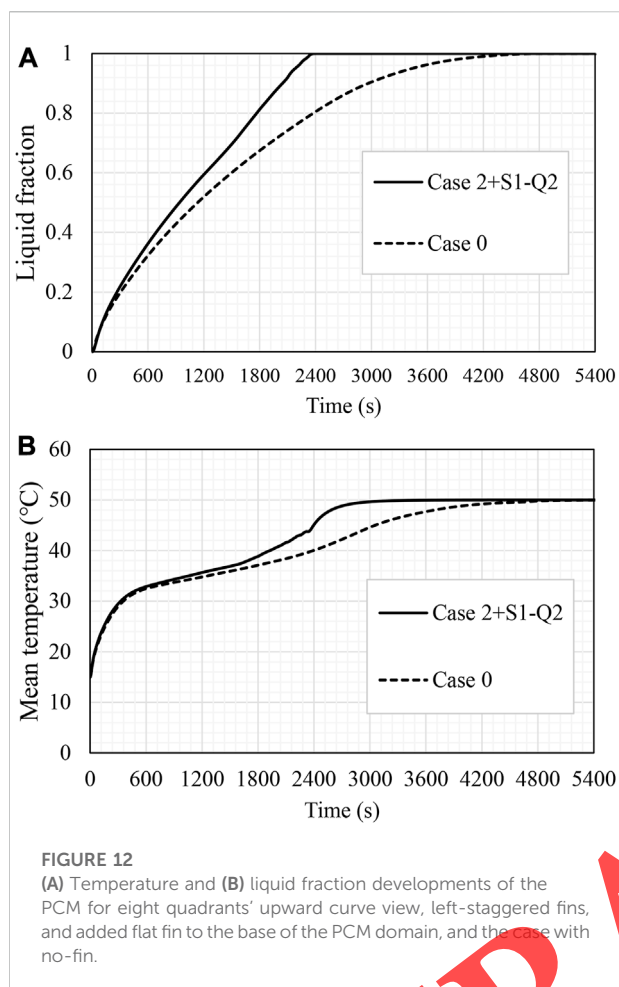 A
1
0.8
0.6
0.4
0.2
0
Liquid fraction
Case 2+S1-Q2
Case 0
0 600 1200 1800 2400 3000 3600 4200 4800 5400
Time (s)
B
60
50
40
30
20
10
0
Mean temperature (°C)
Case 2+S1-Q2
Case 0
0 600 1200 1800 2400 3000 3600 4200 4800 5400
Time (s)
FIGURE 12
(A) Temperature and (B) liquid fraction developments of the
PCM for eight quadrants' upward curve view, left-staggered fins,
and added flat fin to the base of the PCM domain, and the case with
no-fin.